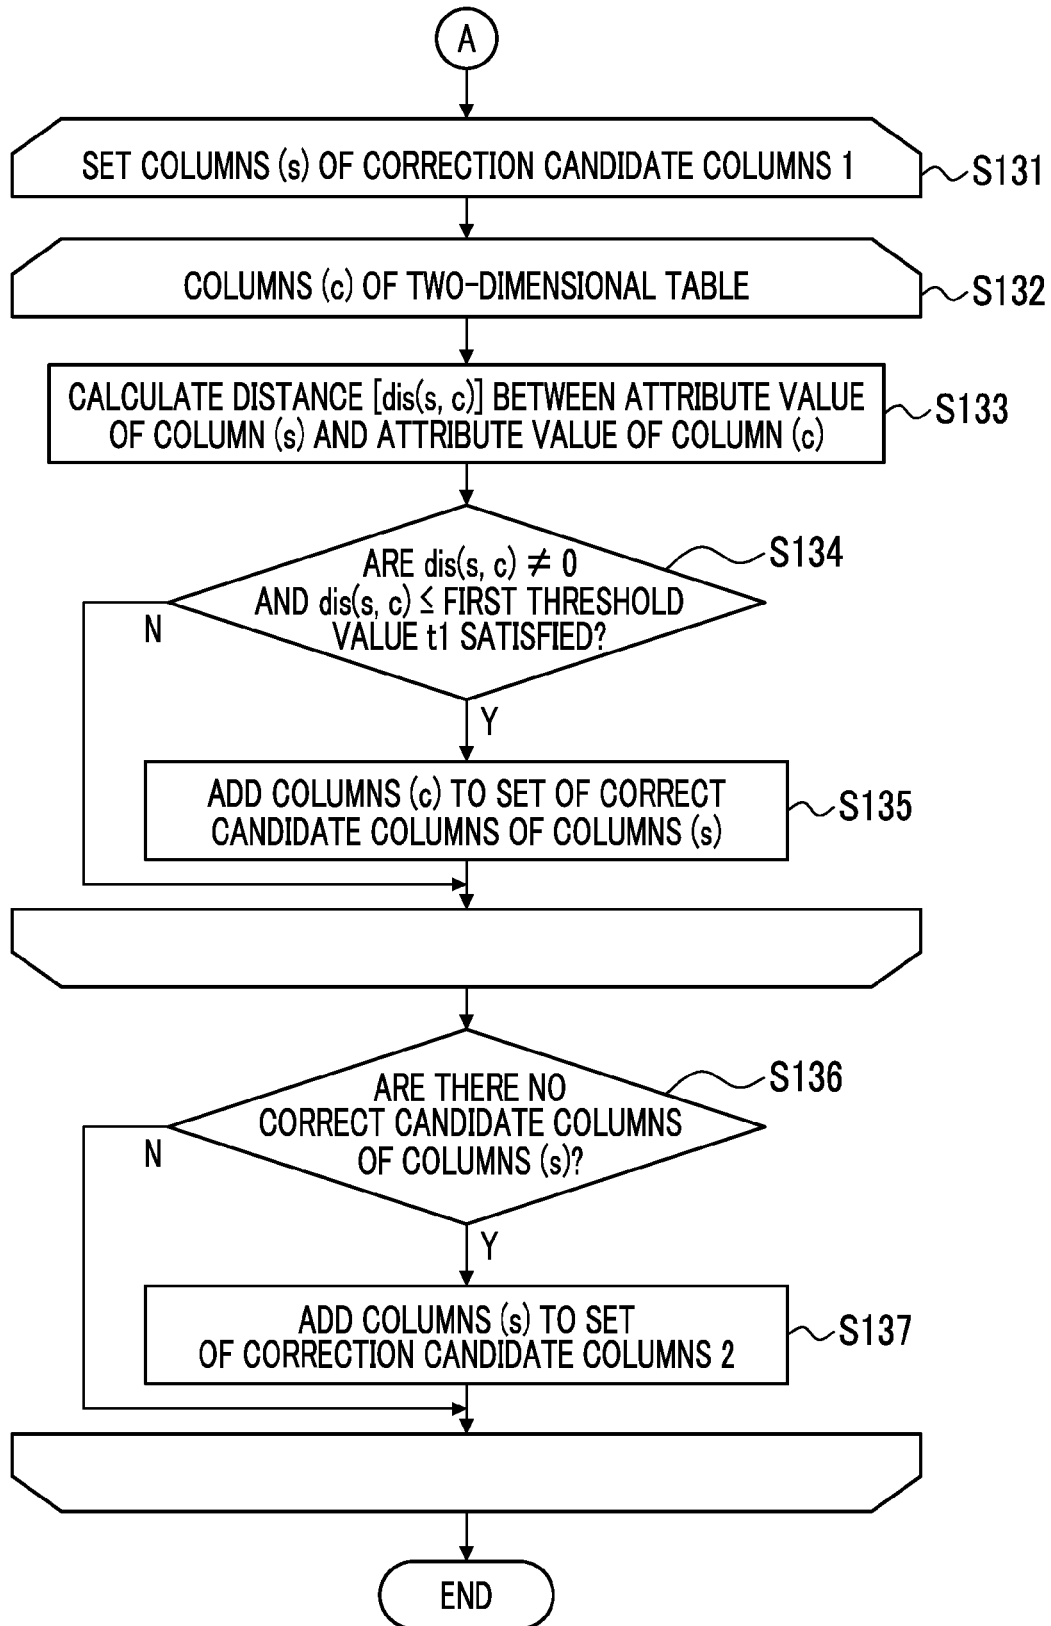 A
SET COLUMNS (s) OF CORRECTION CANDIDATE COLUMNS 1
S131
COLUMNS (c) OF TWO-DIMENSIONAL TABLE
S132
CALCULATE DISTANCE [dis(s, c)] BETWEEN ATTRIBUTE VALUE
OF COLUMN (s) AND ATTRIBUTE VALUE OF COLUMN (c)
S133
ARE dis(s, c) ≠ 0
AND dis(s, c) ≤ FIRST THRESHOLD
VALUE t1 SATISFIED?
S134
N
Y
ADD COLUMNS (c) TO SET OF CORRECT
CANDIDATE COLUMNS OF COLUMNS (s)
S135
ARE THERE NO
CORRECT CANDIDATE COLUMNS
OF COLUMNS (s)?
S136
N
Y
ADD COLUMNS (s) TO SET
OF CORRECTION CANDIDATE COLUMNS 2
S137
END